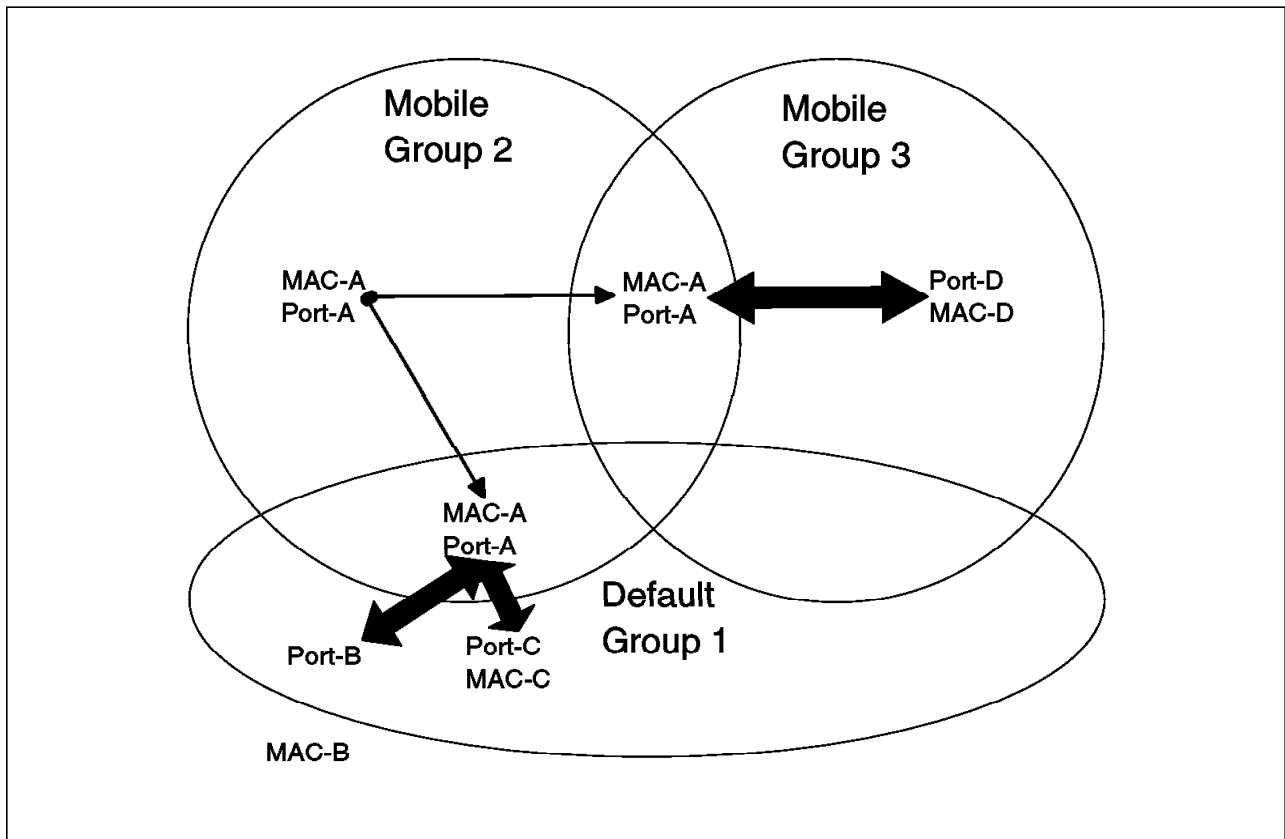 Mobile
Group 2
Mobile
Group 3
MAC-A
Port-A
MAC-A
Port-A
Port-D
MAC-D
MAC-A
Port-A
Default
Group 1
Port-B
Port-C
MAC-C
MAC-B